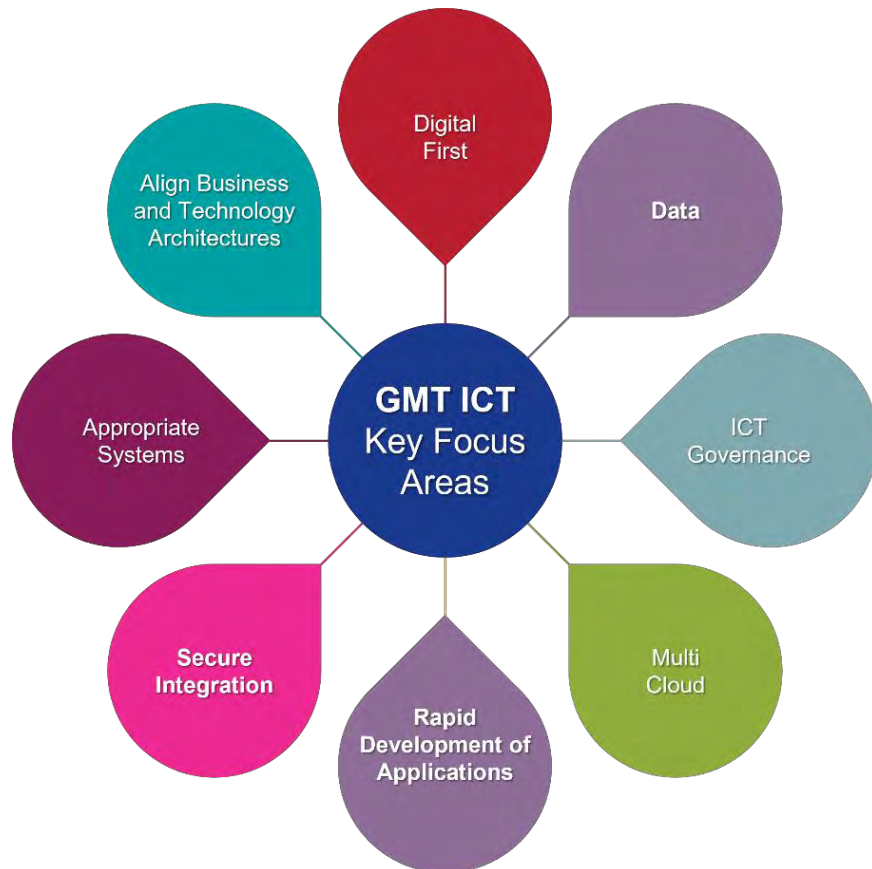 Digital
First
Data
ICT
Governance
Multi
Cloud
Rapid
Development of
Applications
Secure
Integration
Appropriate
Systems
Align Business
and Technology
Architectures
GMT ICT
Key Focus
Areas